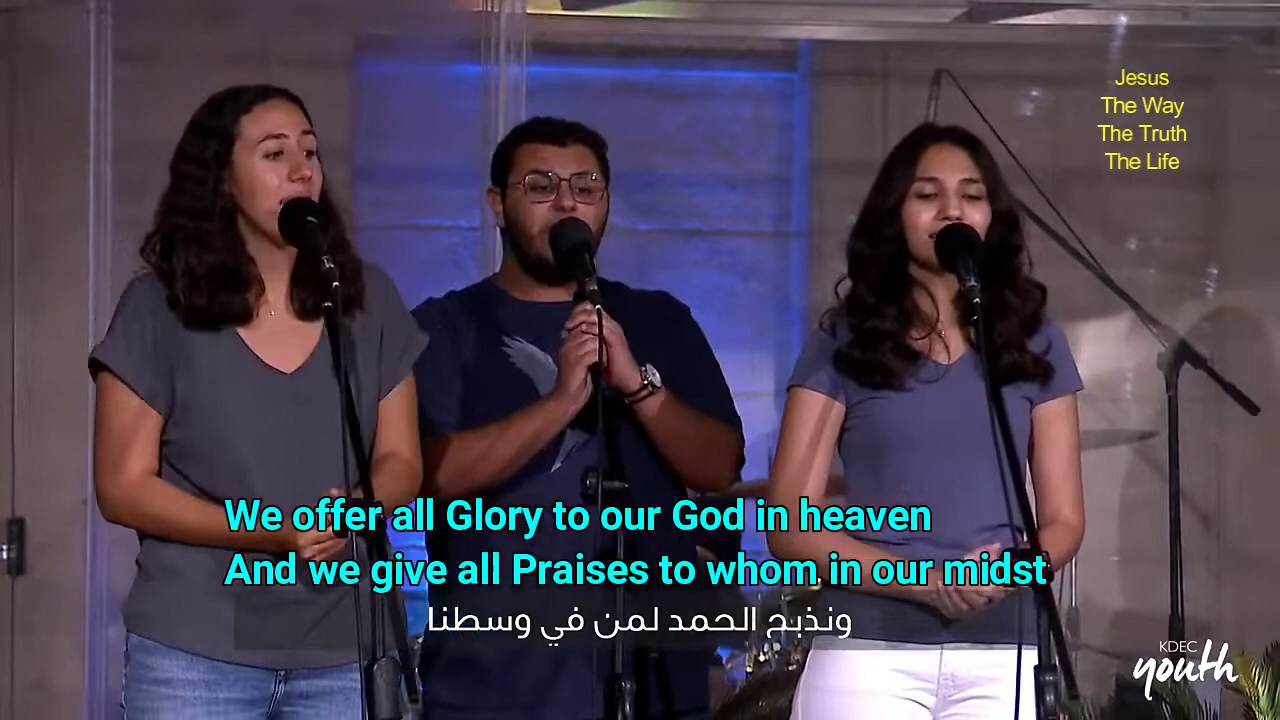 Jesus
The Way
The Truth
The Life
We offer all Glory to our God in heaven
And we give all Praises to whom in our midst
ونذبح الحمد لمن في وسطنا
KDEC
youth